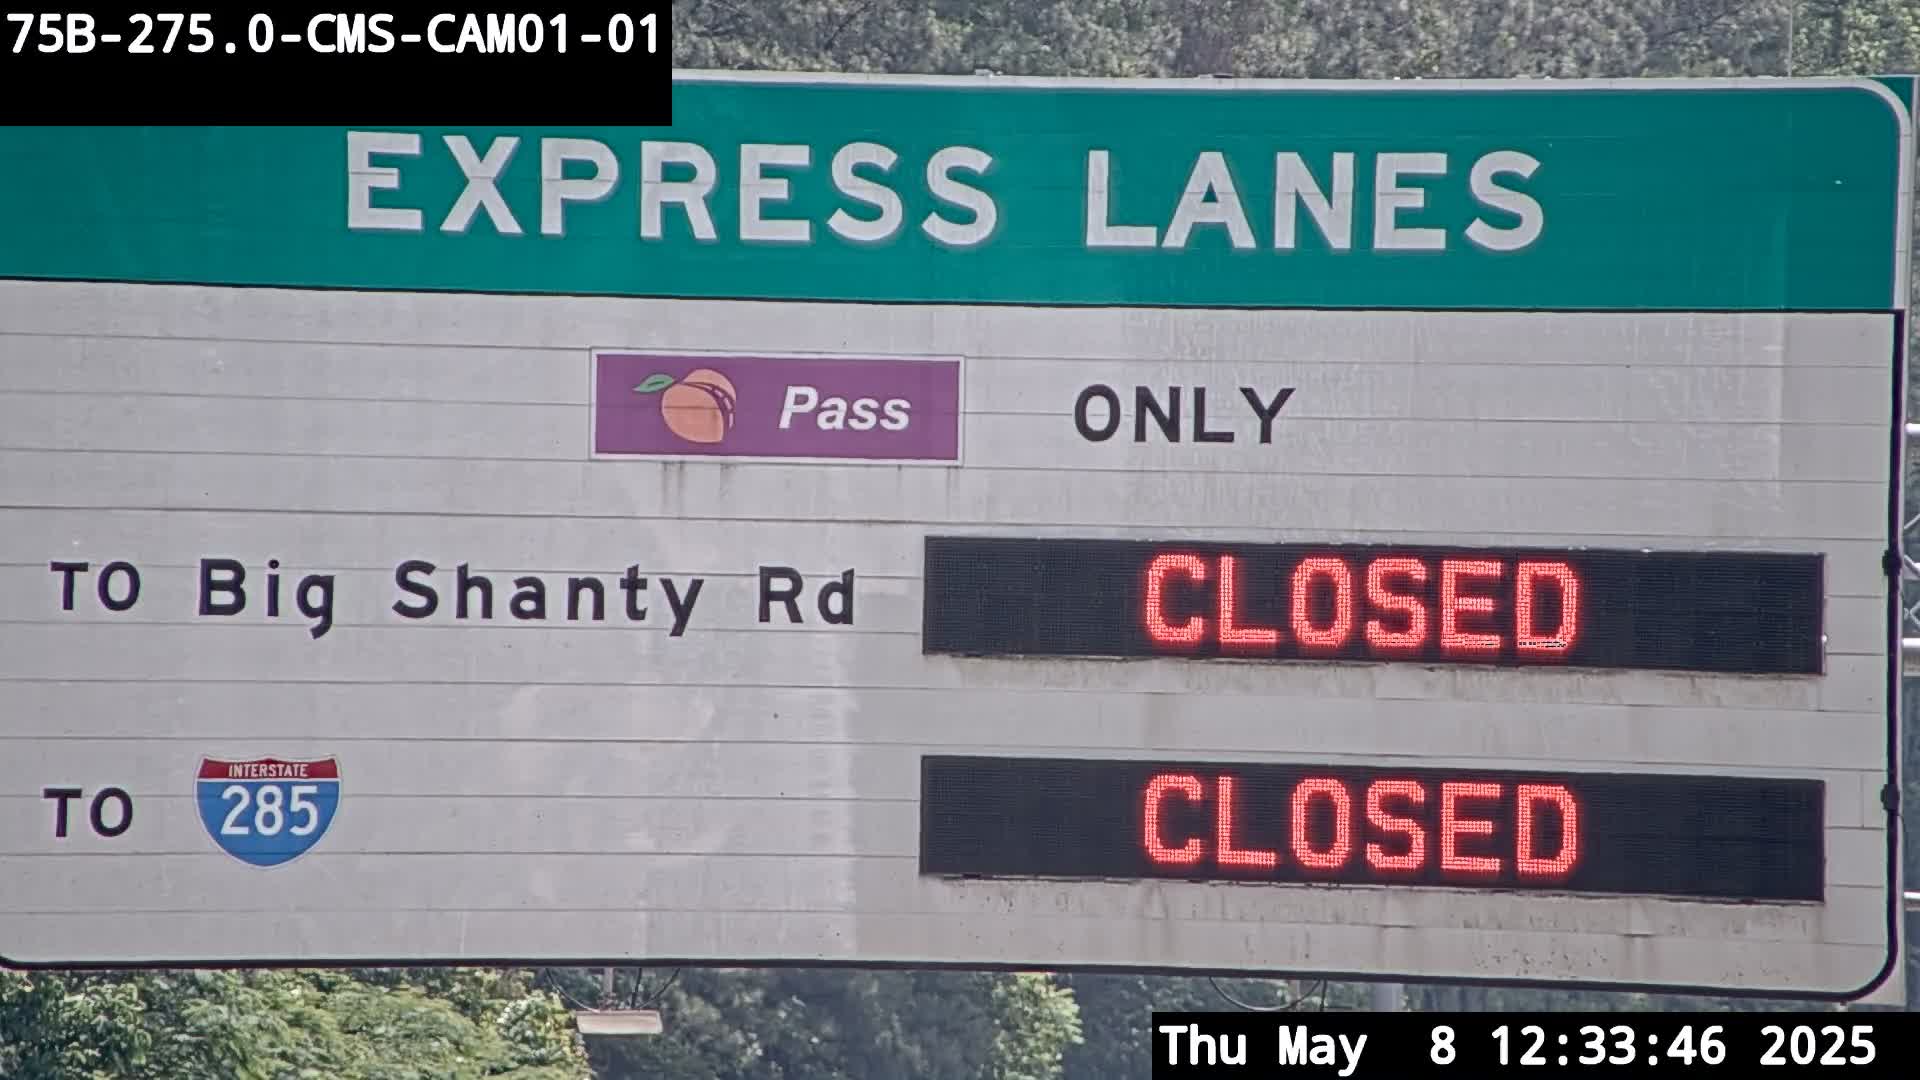 75B-275.0-CMS-CAM01-01
EXPRESS LANES
Pass ONLY
TO Big Shanty Rd CLOSED
TO INTERSTATE 285 CLOSED
Thu May 8 12:33:46 2025